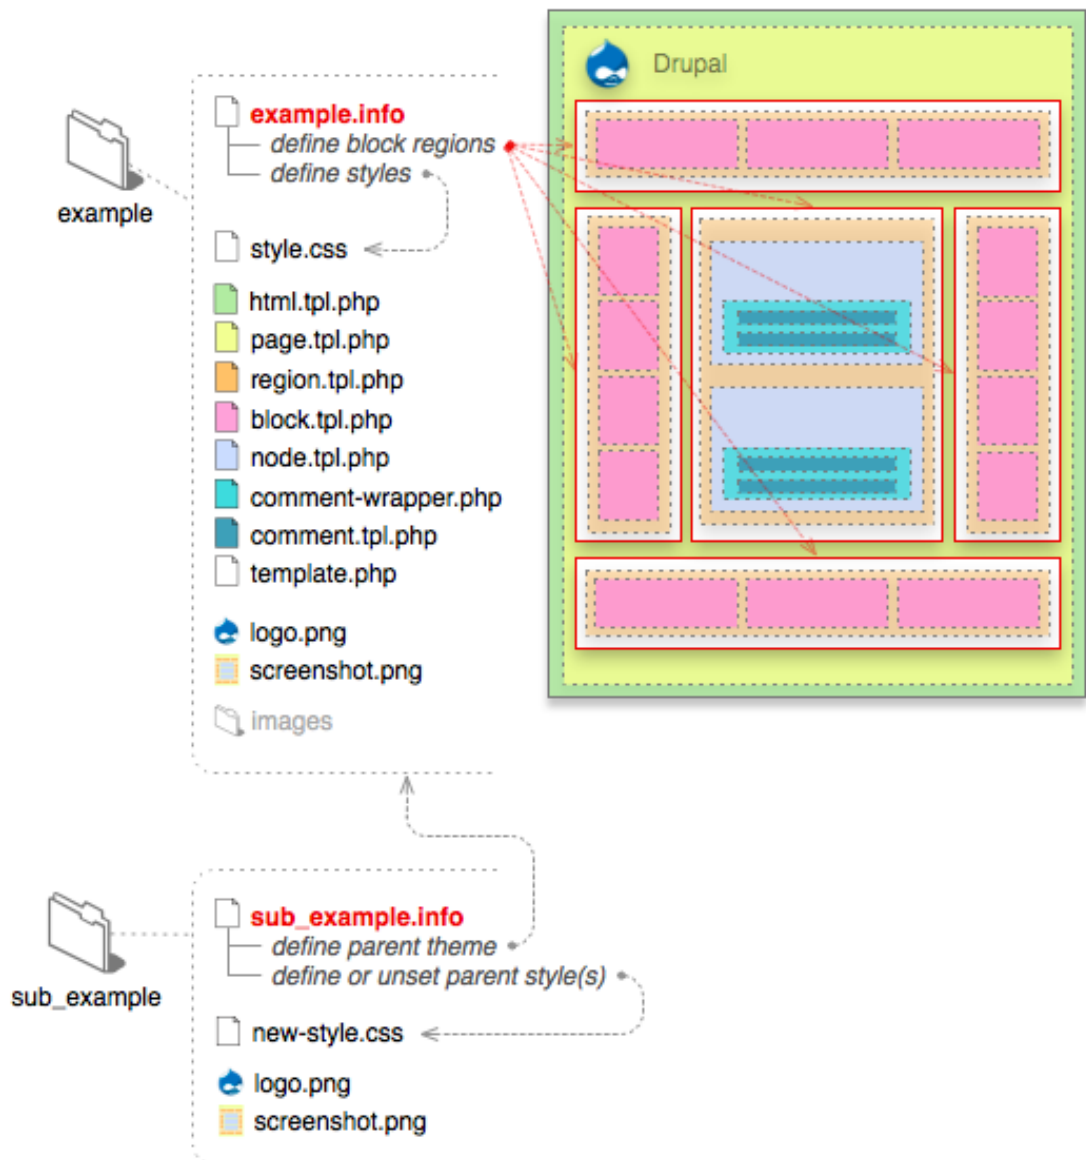 Drupal
example.info
define block regions
define styles
example
style.css
html.tpl.php
page.tpl.php
region.tpl.php
block.tpl.php
node.tpl.php
comment-wrapper.php
comment.tpl.php
template.php
logo.png
screenshot.png
images
sub_example.info
define parent theme
define or unset parent style(s)
sub_example
new-style.css
logo.png
screenshot.png